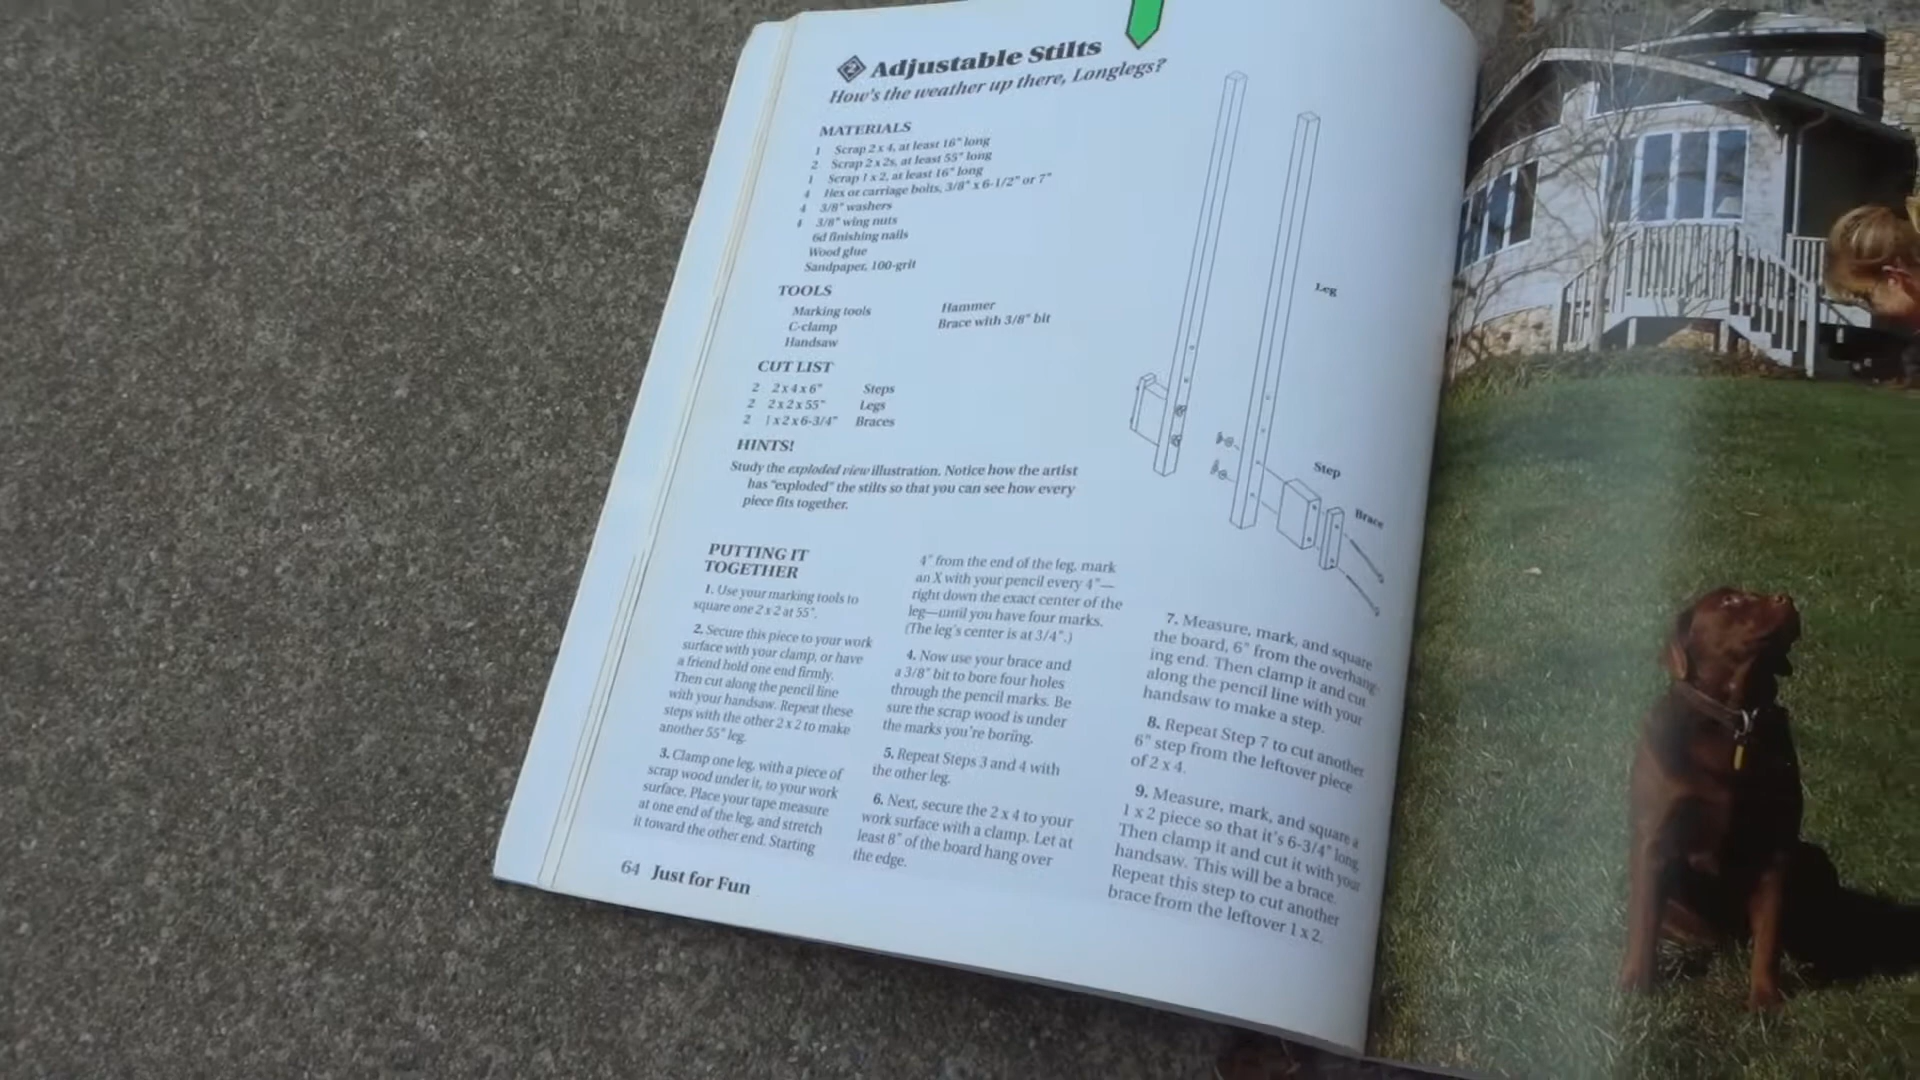 2 Adjustable Stilts
How's the weather up there, Longlegs?
MATERIALS
1 Scrap 2 x 4, at least 16" long
2 Scrap 2 x 2s, at least 55" long
1 Scrap 1 x 2, at least 16" long
4 Hex or carriage bolts, 3/8" x 6-1/2" or 7"
4 3/8" washers
4 3/8" wing nuts
6d finishing nails
Wood glue
Sandpaper, 100-grit
TOOLS
Marking tools
C-clamp
Handsaw
Hammer
Brace with 3/8" bit
CUT LIST
2 2 x 4 x 6" Steps
2 2 x 2 x 55" Legs
2 1 x 2 x 6-3/4" Braces
HINTS!
Study the exploded view illustration. Notice how the artist
has "exploded" the stilts so that you can see how every
piece fits together.
Leg
Step
Brace
PUTTING IT
TOGETHER
1. Use your marking tools to
square one 2 x 2 at 55".
2. Secure this piece to your work
surface with your clamp, or have
a friend hold one end firmly.
Then cut along the pencil line
with your handsaw. Repeat these
steps with the other 2 x 2 to make
another 55" leg.
3. Clamp one leg, with a piece of
scrap wood under it, to your work
surface. Place your tape measure
at one end of the leg, and stretch
it toward the other end. Starting
4" from the end of the leg, mark
an X with your pencil every 4"—
right down the exact center of the
leg—until you have four marks.
(The leg's center is at 3/4".)
4. Now use your brace and
a 3/8" bit to bore four holes
through the pencil marks. Be
sure the scrap wood is under
the marks you're boring.
5. Repeat Steps 3 and 4 with
the other leg.
6. Next, secure the 2 x 4 to your
work surface with a clamp. Let at
least 8" of the board hang over
the edge.
7. Measure, mark, and square
the board, 6" from the overhang-
ing end. Then clamp it and cut
along the pencil line with your
handsaw to make a step.
8. Repeat Step 7 to cut another
6" step from the leftover piece
of 2 x 4.
9. Measure, mark, and square a
1 x 2 piece so that it's 6-3/4" long.
Then clamp it and cut it with your
handsaw. This will be a brace.
Repeat this step to cut another
brace from the leftover 1 x 2.
64 Just for Fun